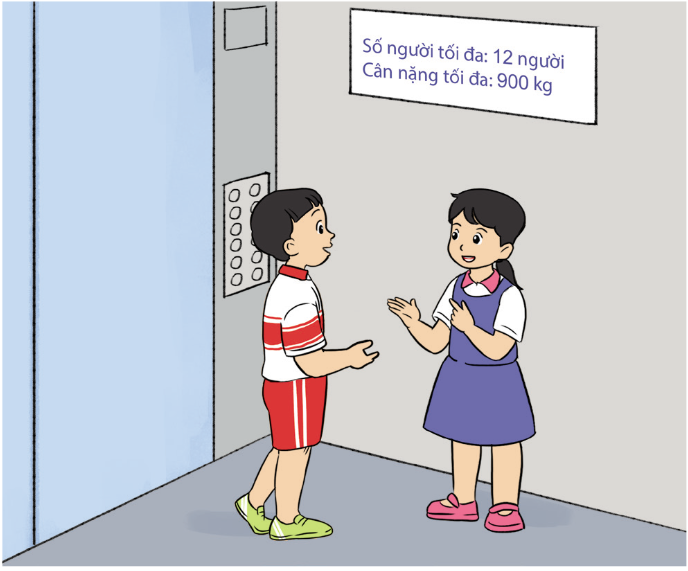 Số người tối đa: 12 người
Cân nặng tối đa: 900 kg